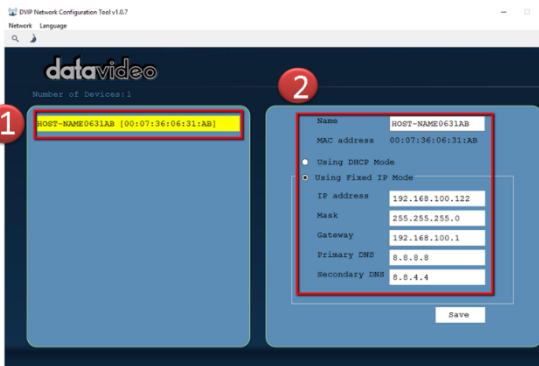 DVIP Network Configuration Tool v1.0.7
Network Language
datavideo
Number of Devices:1
1
HOST-NAME0631AB [00:07:36:06:31:AB]
2
Name HOST-NAME0631AB
MAC address 00:07:36:06:31:AB
Using DHCP Mode
Using Fixed IP Mode
IP address 192.168.100.122
Mask 255.255.255.0
Gateway 192.168.100.1
Primary DNS 8.8.8.8
Secondary DNS 8.8.4.4
Save